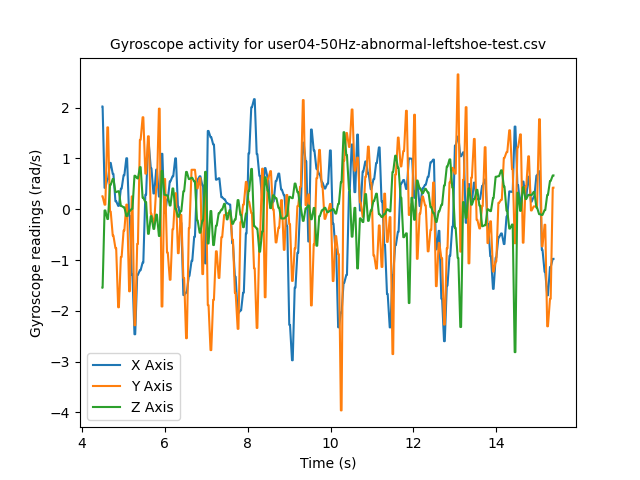 Gyroscope activity for user04-50Hz-abnormal-leftshoe-test.csv
Gyroscope readings (rad/s)
2
1
0
−1
−2
−3
−4
X Axis
Y Axis
Z Axis
4
6
8
10
12
14
Time (s)